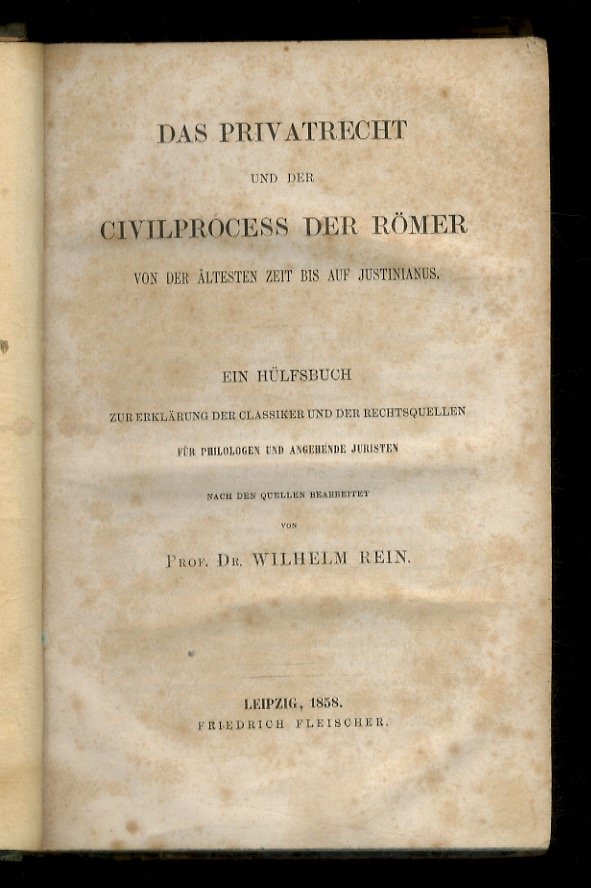 DAS PRIVATRECHT
UND DER
CIVILPROCESS DER RÖMER
VON DER ÄLTESTEN ZEIT BIS AUF JUSTINIANUS.
EIN HÜLFSBUCH
ZUR ERKLÄRUNG DER CLASSIKER UND DER RECHTSQUELLEN
FÜR PHILOLOGEN UND ANGEHENDE JURISTEN
NACH DEN QUELLEN BEARBEITET
VON
PROF. DR. WILHELM REIN.
LEIPZIG, 1858.
FRIEDRICH FLEISCHER.